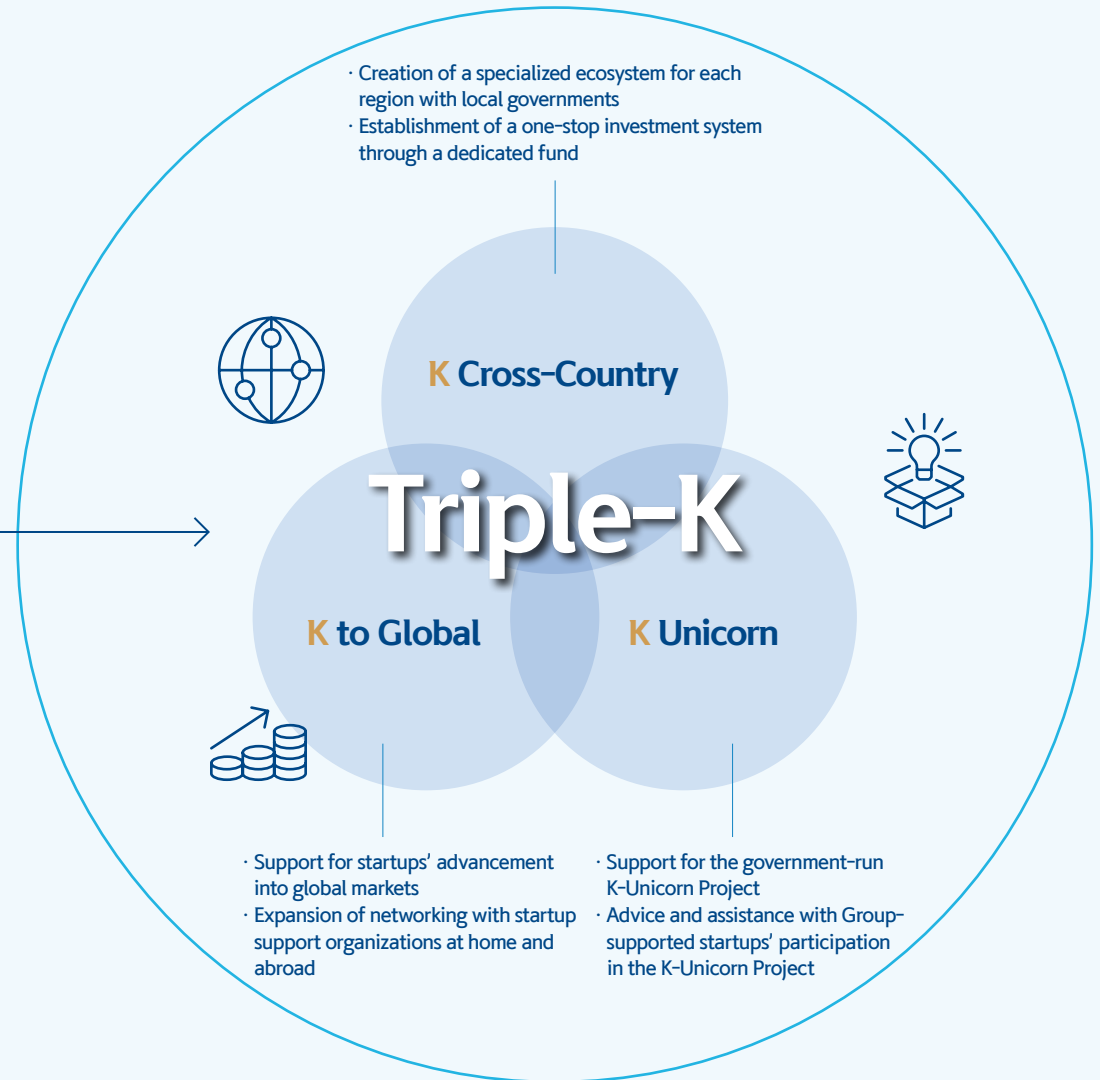 · Creation of a specialized ecosystem for each
region with local governments
· Establishment of a one-stop investment system
through a dedicated fund
K Cross-Country
Triple-K
K to Global
K Unicorn
· Support for startups' advancement
into global markets
· Expansion of networking with startup
support organizations at home and
abroad
· Support for the government-run
K-Unicorn Project
· Advice and assistance with Group-
supported startups' participation
in the K-Unicorn Project